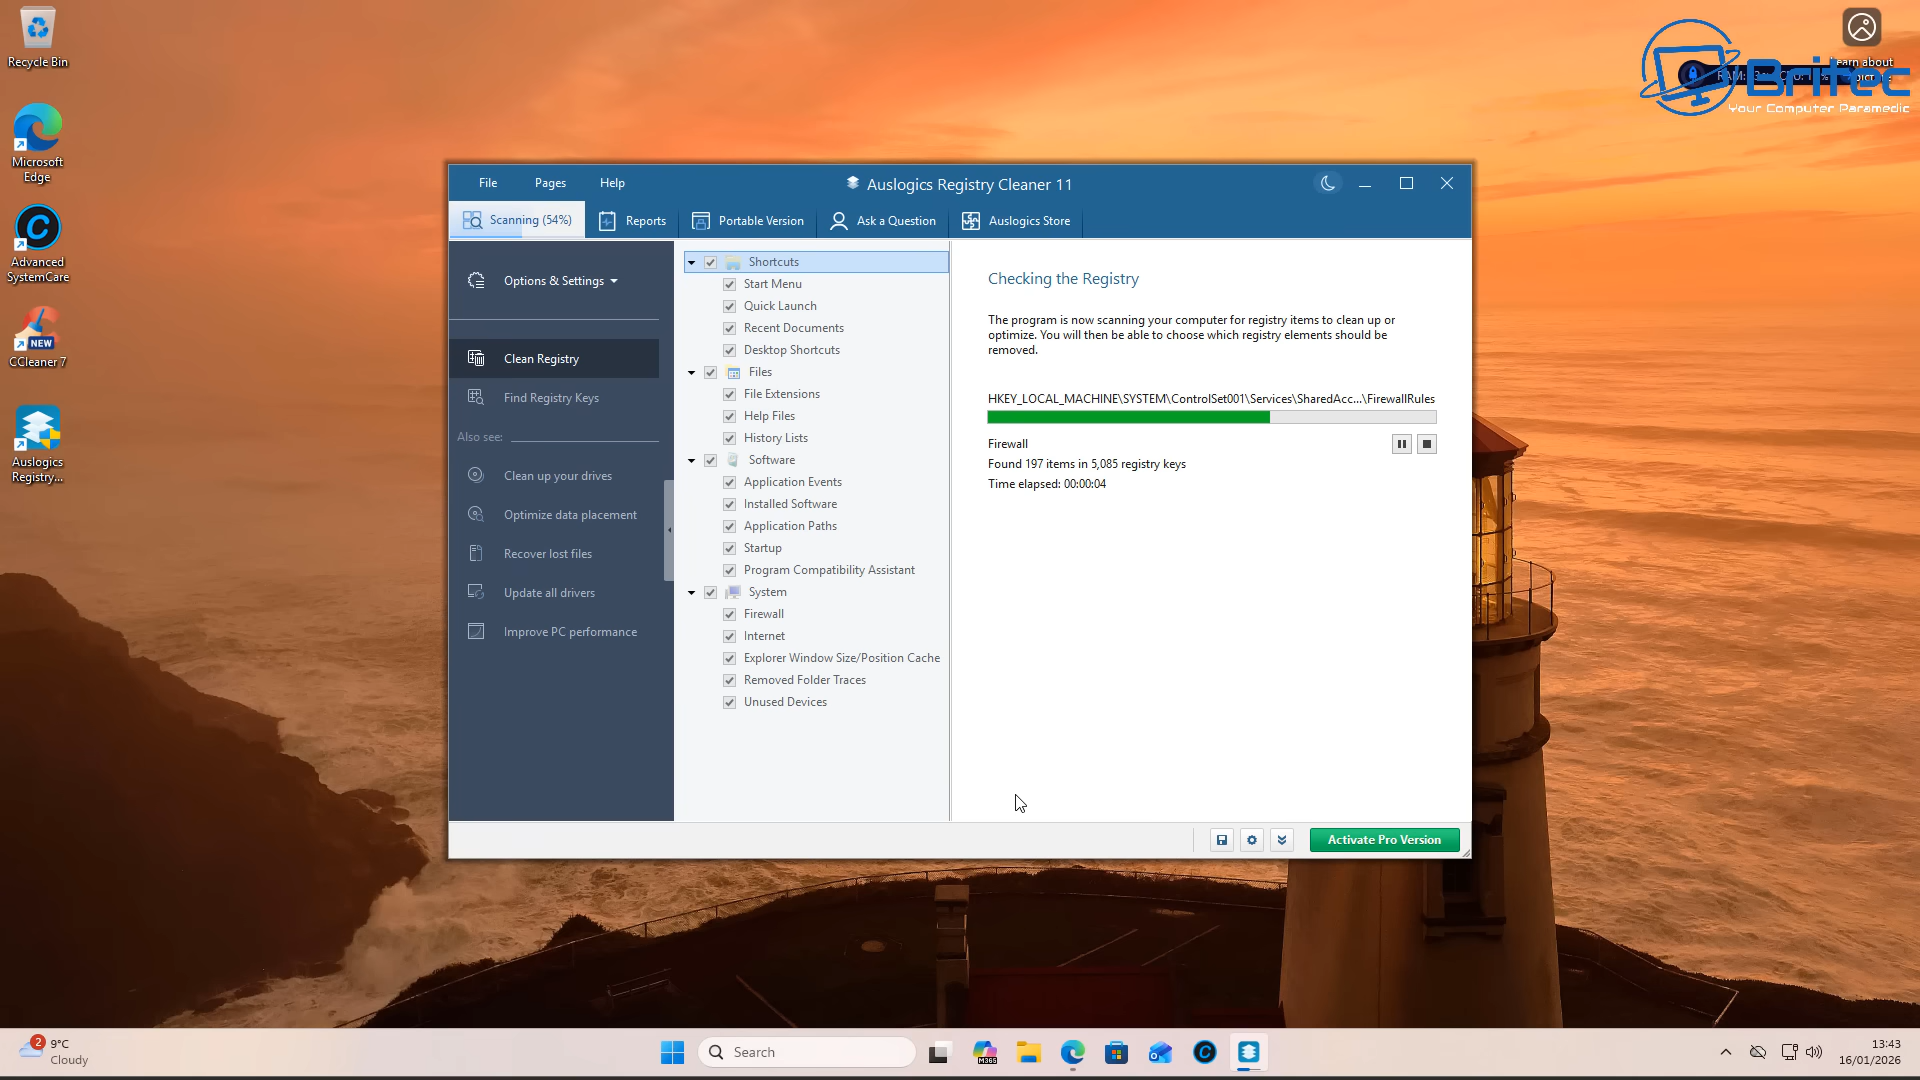 Recycle Bin
Microsoft
Edge
Advanced
SystemCare
NEW
CCleaner 7
Auslogics
Registry...
Learn about
Britec
Your Computer Paramedic
File
Pages
Help
Auslogics Registry Cleaner 11
Scanning (54%)
Reports
Portable Version
Ask a Question
Auslogics Store
Options & Settings
Clean Registry
Find Registry Keys
Also see:
Clean up your drives
Optimize data placement
Recover lost files
Update all drivers
Improve PC performance
Shortcuts
Start Menu
Quick Launch
Recent Documents
Desktop Shortcuts
Files
File Extensions
Help Files
History Lists
Software
Application Events
Installed Software
Application Paths
Startup
Program Compatibility Assistant
System
Firewall
Internet
Explorer Window Size/Position Cache
Removed Folder Traces
Unused Devices
Checking the Registry
The program is now scanning your computer for registry items to clean up or
optimize. You will then be able to choose which registry elements should be
removed.
HKEY_LOCAL_MACHINE\SYSTEM\ControlSet001\Services\SharedAcc...\FirewallRules
Firewall
Found 197 items in 5,085 registry keys
Time elapsed: 00:00:04
Activate Pro Version
2
9°C
Cloudy
Search
M365
13:43
16/01/2026